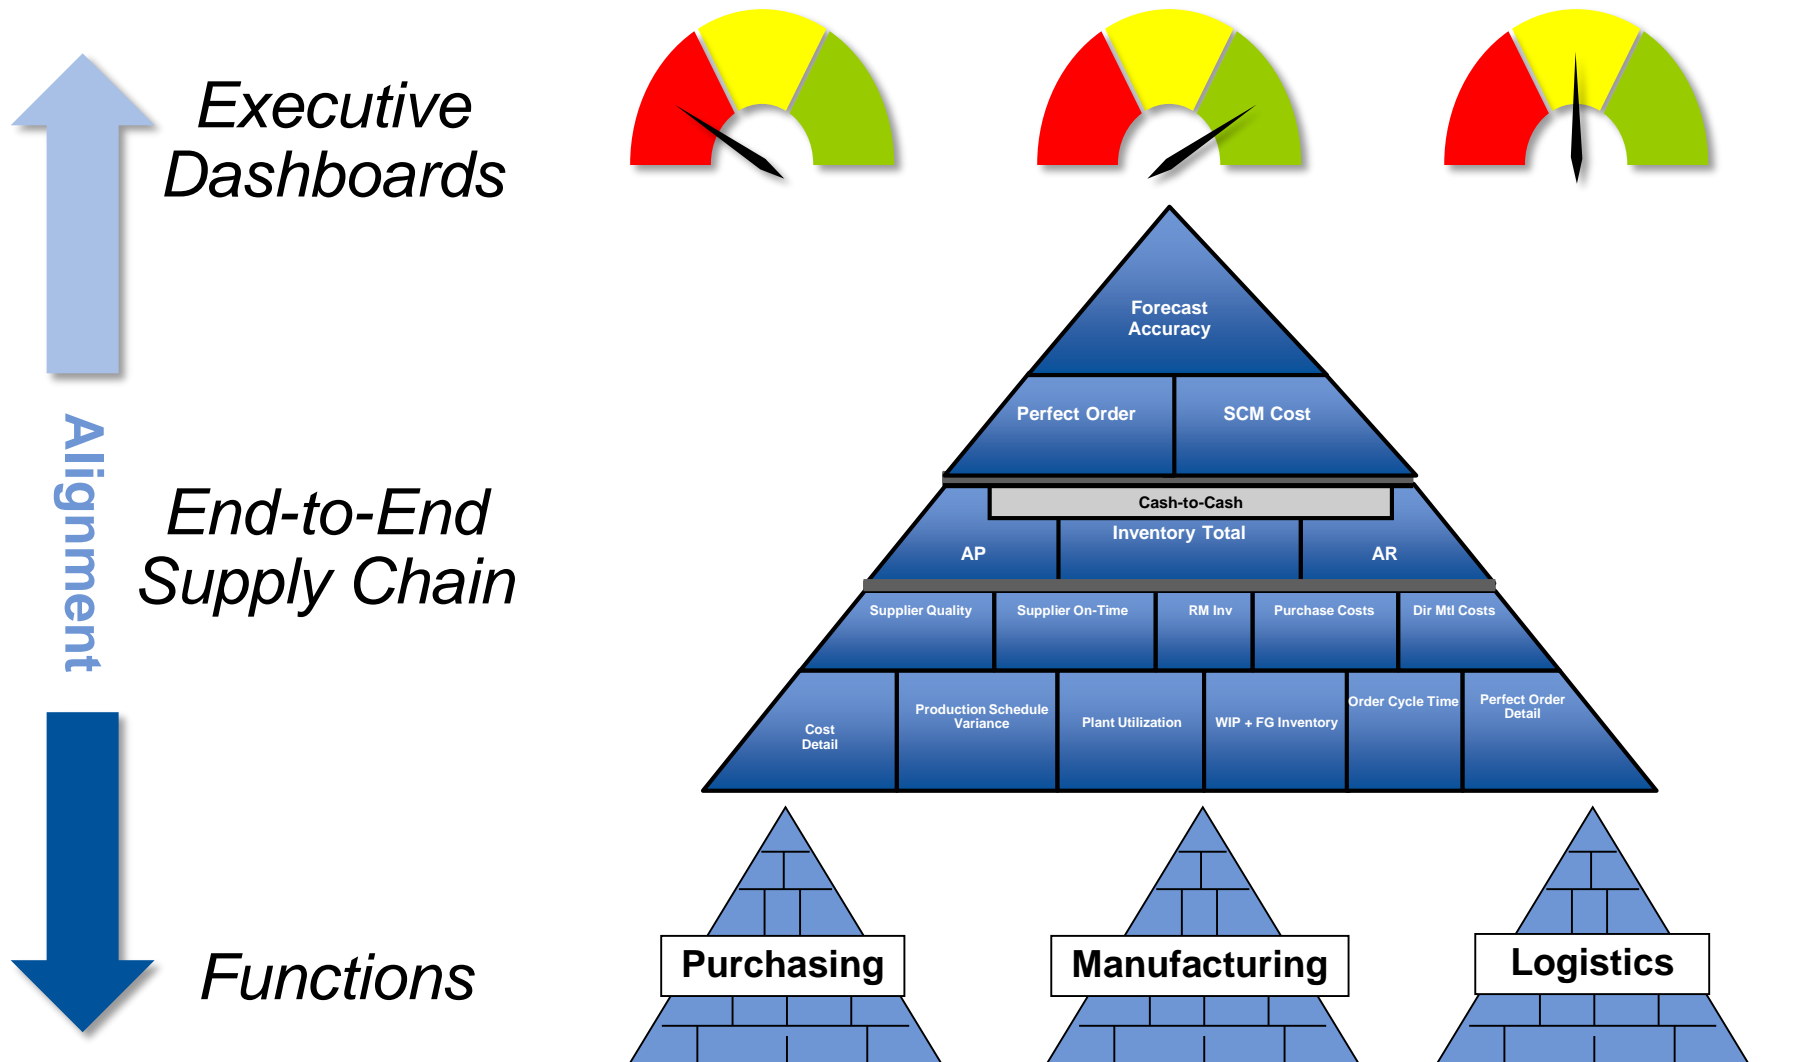 Executive
Dashboards
Forecast
Accuracy
Perfect Order
SCM Cost
Alignment
End-to-End
Supply Chain
Cash-to-Cash
Inventory Total
AP
AR
Supplier Quality
Supplier On-Time
RM Inv
Purchase Costs
Dir Mtl Costs
Cost
Detail
Production Schedule
Variance
Plant Utilization
WIP + FG Inventory
Order Cycle Time
Perfect Order
Detail
Functions
Purchasing
Manufacturing
Logistics